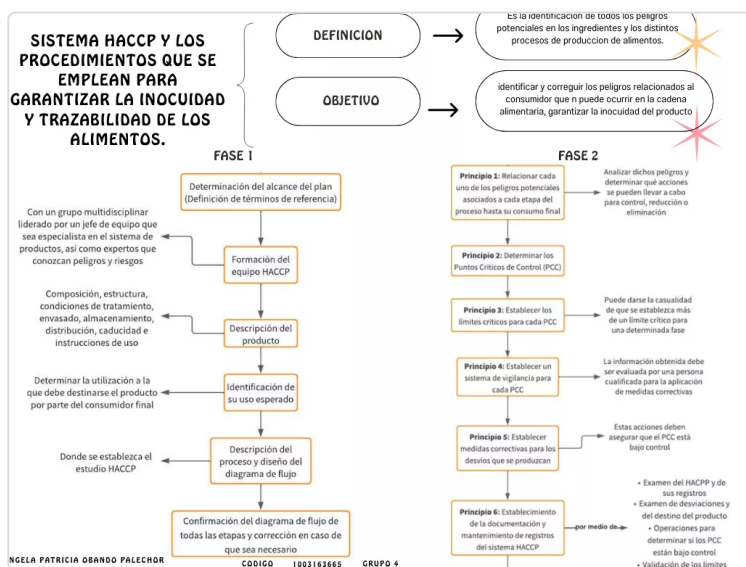 SISTEMA HACCP Y LOS
PROCEDIMIENTOS QUE SE
EMPLEAN PARA
GARANTIZAR LA INOCUIDAD
Y TRAZABILIDAD DE LOS
ALIMENTOS.
DEFINICION
Es la identificación de todos los peligros
potenciales en los ingredientes y los distintos
procesos de produccion de alimentos.
OBJETIVO
identificar y correguir los peligros relacionados al
consumidor que n puede ocurrir en la cadena
alimentaria, garantizar la inocuidad del producto
FASE 1
Determinación del alcance del plan
(Definición de términos de referencia)
Con un grupo multidisciplinar
liderado por un jefe de equipo que
sea especialista en el sistema de
productos, así como expertos que
conozcan peligros y riesgos
Formación del
equipo HACCP
Composición, estructura,
condiciones de tratamiento,
envasado, almacenamiento,
distribución, caducidad e
instrucciones de uso
Descripción del
producto
Determinar la utilización a la
que debe destinarse el producto
por parte del consumidor final
Identificación de
su uso esperado
Donde se establezca el
estudio HACCP
Descripción del
proceso y diseño del
diagrama de flujo
Confirmación del diagrama de flujo de
todas las etapas y corrección en caso de
que sea necesario
FASE 2
Principio 1: Relacionar cada
uno de los peligros potenciales
asociados a cada etapa del
proceso hasta su consumo final
Analizar dichos peligros y
determinar qué acciones
se pueden llevar a cabo
para control, reducción o
eliminación
Principio 2: Determinar los
Puntos Críticos de Control (PCC)
Principio 3: Establecer los
límites críticos para cada PCC
Puede darse la casualidad
de que se establezca más
de un límite crítico para
una determinada fase
Principio 4: Establecer un
sistema de vigilancia para
cada PCC
La información obtenida debe
ser evaluada por una persona
cualificada para la aplicación
de medidas correctivas
Principio 5: Establecer
medidas correctivas para los
desvíos que se produzcan
Estas acciones deben
asegurar que el PCC está
bajo control
Principio 6: Establecimiento
de la documentación y
mantenimiento de registros
del sistema HACCP
por medio de
• Examen del HACPP y de
sus registros
• Examen de desviaciones y
del destino del producto
• Operaciones para
determinar si los PCC
están bajo control
• Validación de los límites
NGELA PATRICIA OBANDO PALECHOR
CODIGO 1003163665 GRUPO 4